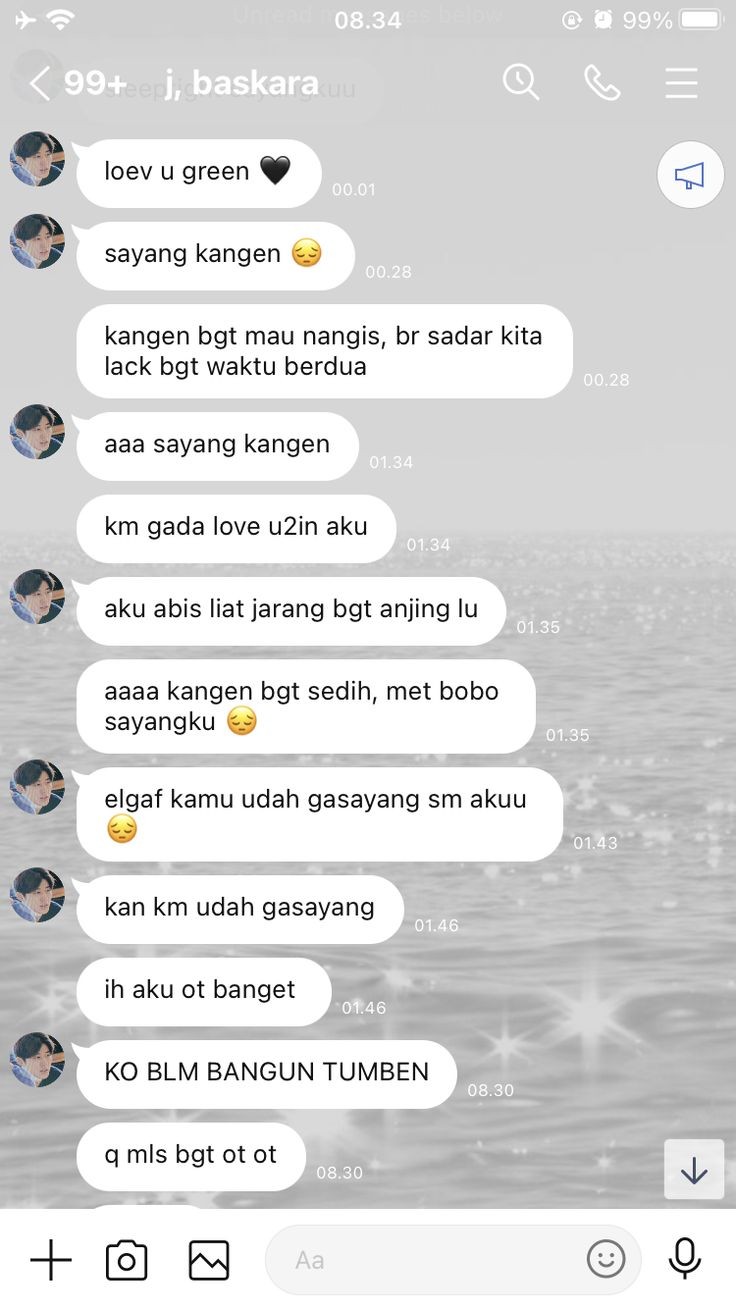 Unread messages below
08.34
99%
99+ j, baskara
loev u green 🖤
00.01
sayang kangen 😔
00.28
kangen bgt mau nangis, br sadar kita
lack bgt waktu berdua
00.28
aaa sayang kangen
01.34
km gada love u2in aku
01.34
aku abis liat jarang bgt anjing lu
01.35
aaaa kangen bgt sedih, met bobo
sayangku 😔
01.35
elgaf kamu udah gasayang sm akuu
😔
01.43
kan km udah gasayang
01.46
ih aku ot banget
01.46
KO BLM BANGUN TUMBEN
08.30
q mls bgt ot ot
08.30
Aa